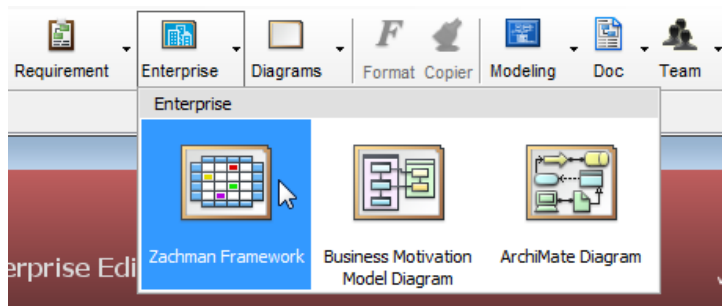 Requirement Enterprise Diagrams Format Copier Modeling Doc Team
Enterprise
Zachman Framework Business Motivation ArchiMate Diagram
Model Diagram
erprise Edi